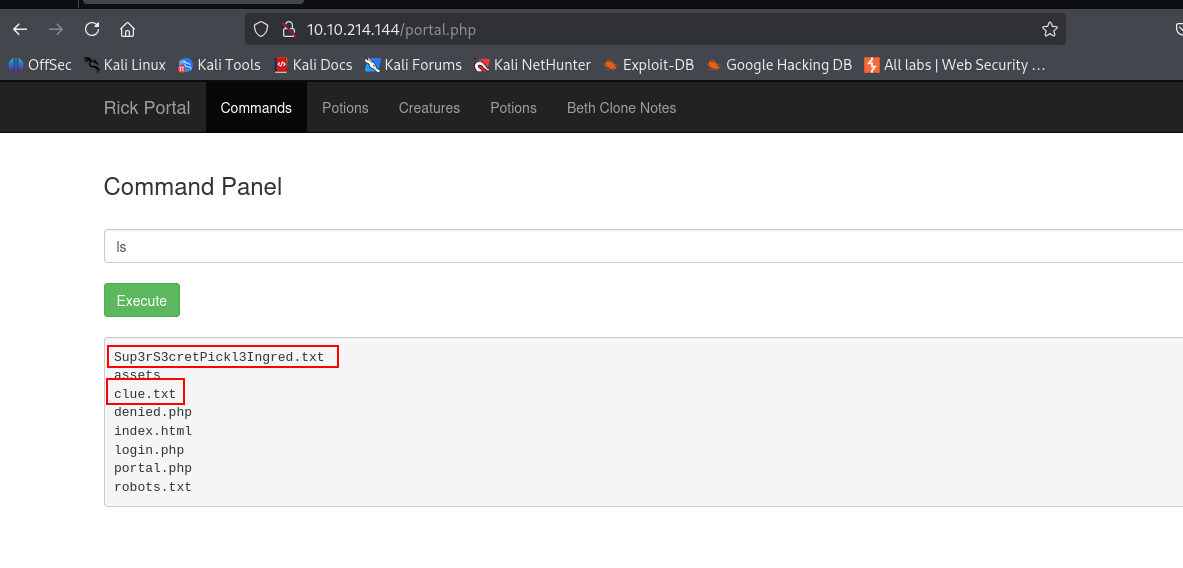 10.10.214.144/portal.php
OffSec Kali Linux Kali Tools Kali Docs Kali Forums Kali NetHunter Exploit-DB Google Hacking DB All labs | Web Security …
Rick Portal Commands Potions Creatures Potions Beth Clone Notes
Command Panel
ls
Execute
Sup3rS3cretPickl3Ingred.txt
assets
clue.txt
denied.php
index.html
login.php
portal.php
robots.txt